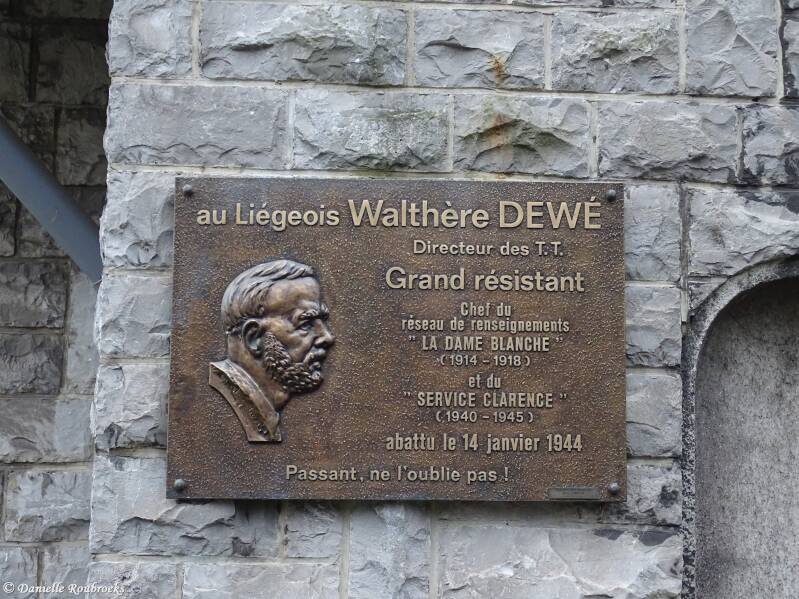 au Liégeois Walthère DEWÉ
Directeur des T.T.
Grand résistant
Chef du
réseau de renseignements
" LA DAME BLANCHE "
( 1914 - 1918 )
et du
" SERVICE CLARENCE "
( 1940 - 1945 )
abattu le 14 janvier 1944
Passant, ne l'oublie pas !
© Danielle Roubroeks